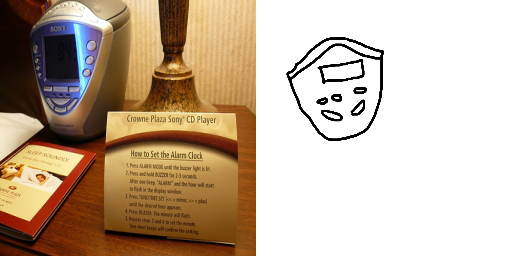 SONY
SLEEP SOUNDLY
Crowne Plaza Sony® CD Player
How to Set the Alarm Clock
1. Press ALARM MODE until the buzzer light is lit.
2. Press and hold BUZZER for 2-3 seconds.
After one beep, "ALARM" and the hour will start
to flash in the display window.
3. Press TUNE/TIME SET (<< = minus, >> = plus)
until the desired hour appears.
4. Press BUZZER. The minute will flash.
5. Repeat steps 3 and 4 to set the minute.
Two short beeps will confirm the setting.